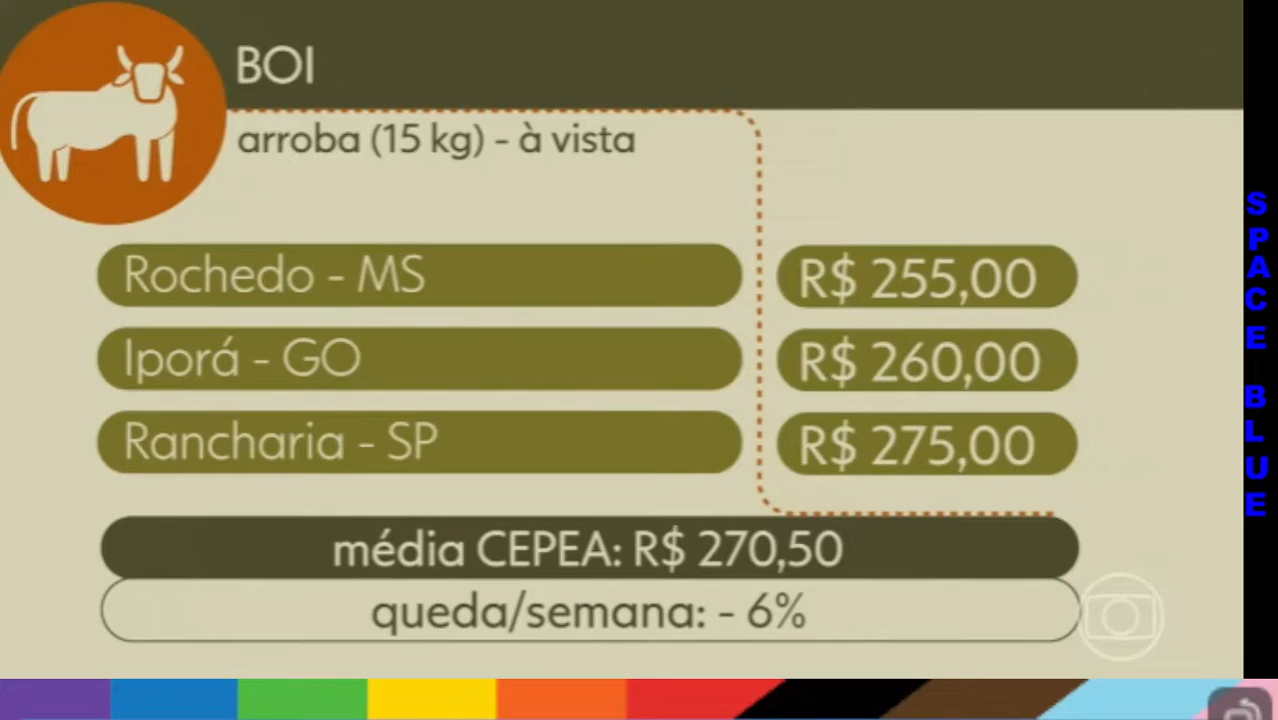 BOI
arroba (15 kg) - à vista
Rochedo - MS R$ 255,00
Iporá - GO R$ 260,00
Rancharia - SP R$ 275,00
média CEPEA: R$ 270,50
queda/semana: - 6%
SPACE BLUE